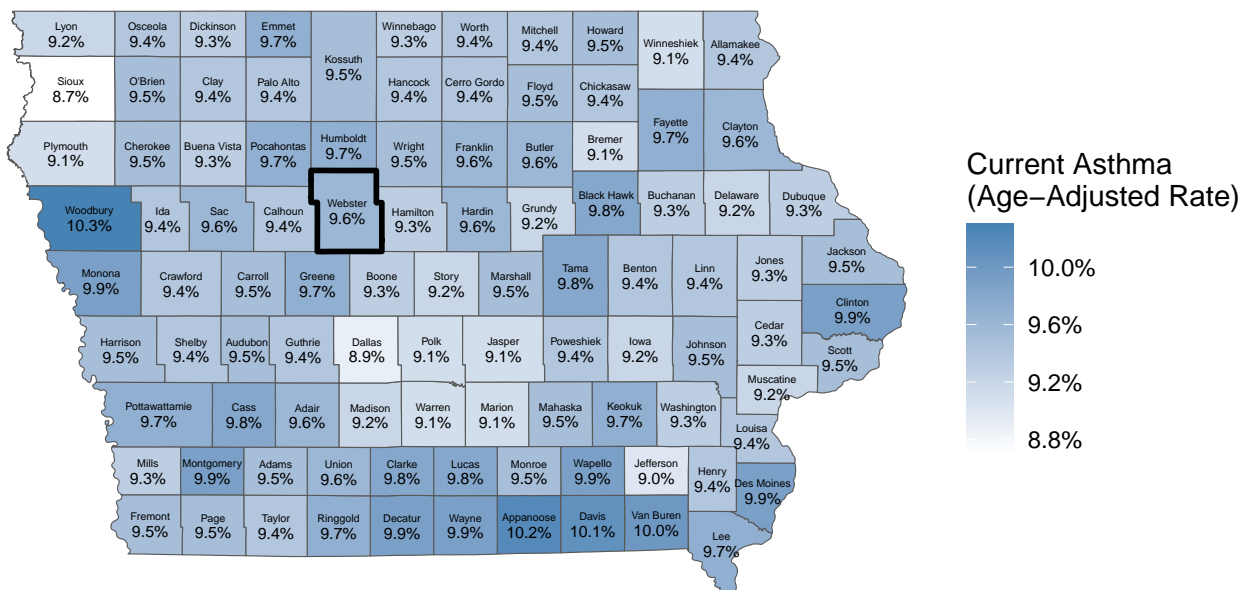 Lyon
9.2%
Osceola
9.4%
Dickinson
9.3%
Emmet
9.7%
Kossuth
9.5%
Winnebago
9.3%
Worth
9.4%
Mitchell
9.4%
Howard
9.5%
Winneshiek
9.1%
Allamakee
9.4%
Sioux
8.7%
O'Brien
9.5%
Clay
9.4%
Palo Alto
9.4%
Hancock
9.4%
Cerro Gordo
9.4%
Floyd
9.5%
Chickasaw
9.4%
Fayette
9.7%
Clayton
9.6%
Plymouth
9.1%
Cherokee
9.5%
Buena Vista
9.3%
Pocahontas
9.7%
Humboldt
9.7%
Wright
9.5%
Franklin
9.6%
Butler
9.6%
Bremer
9.1%
Woodbury
10.3%
Ida
9.4%
Sac
9.6%
Calhoun
9.4%
Webster
9.6%
Hamilton
9.3%
Hardin
9.6%
Grundy
9.2%
Black Hawk
9.8%
Buchanan
9.3%
Delaware
9.2%
Dubuque
9.3%
Monona
9.9%
Crawford
9.4%
Carroll
9.5%
Greene
9.7%
Boone
9.3%
Story
9.2%
Marshall
9.5%
Tama
9.8%
Benton
9.4%
Linn
9.4%
Jones
9.3%
Jackson
9.5%
Clinton
9.9%
Harrison
9.5%
Shelby
9.4%
Audubon
9.5%
Guthrie
9.4%
Dallas
8.9%
Polk
9.1%
Jasper
9.1%
Poweshiek
9.4%
Iowa
9.2%
Johnson
9.5%
Cedar
9.3%
Scott
9.5%
Muscatine
9.2%
Pottawattamie
9.7%
Cass
9.8%
Adair
9.6%
Madison
9.2%
Warren
9.1%
Marion
9.1%
Mahaska
9.5%
Keokuk
9.7%
Washington
9.3%
Louisa
9.4%
Mills
9.3%
Montgomery
9.9%
Adams
9.5%
Union
9.6%
Clarke
9.8%
Lucas
9.8%
Monroe
9.5%
Wapello
9.9%
Jefferson
9.0%
Henry
9.4%
Des Moines
9.9%
Fremont
9.5%
Page
9.5%
Taylor
9.4%
Ringgold
9.7%
Decatur
9.9%
Wayne
9.9%
Appanoose
10.2%
Davis
10.1%
Van Buren
10.0%
Lee
9.7%
Current Asthma
(Age−Adjusted Rate)
10.0%
9.6%
9.2%
8.8%